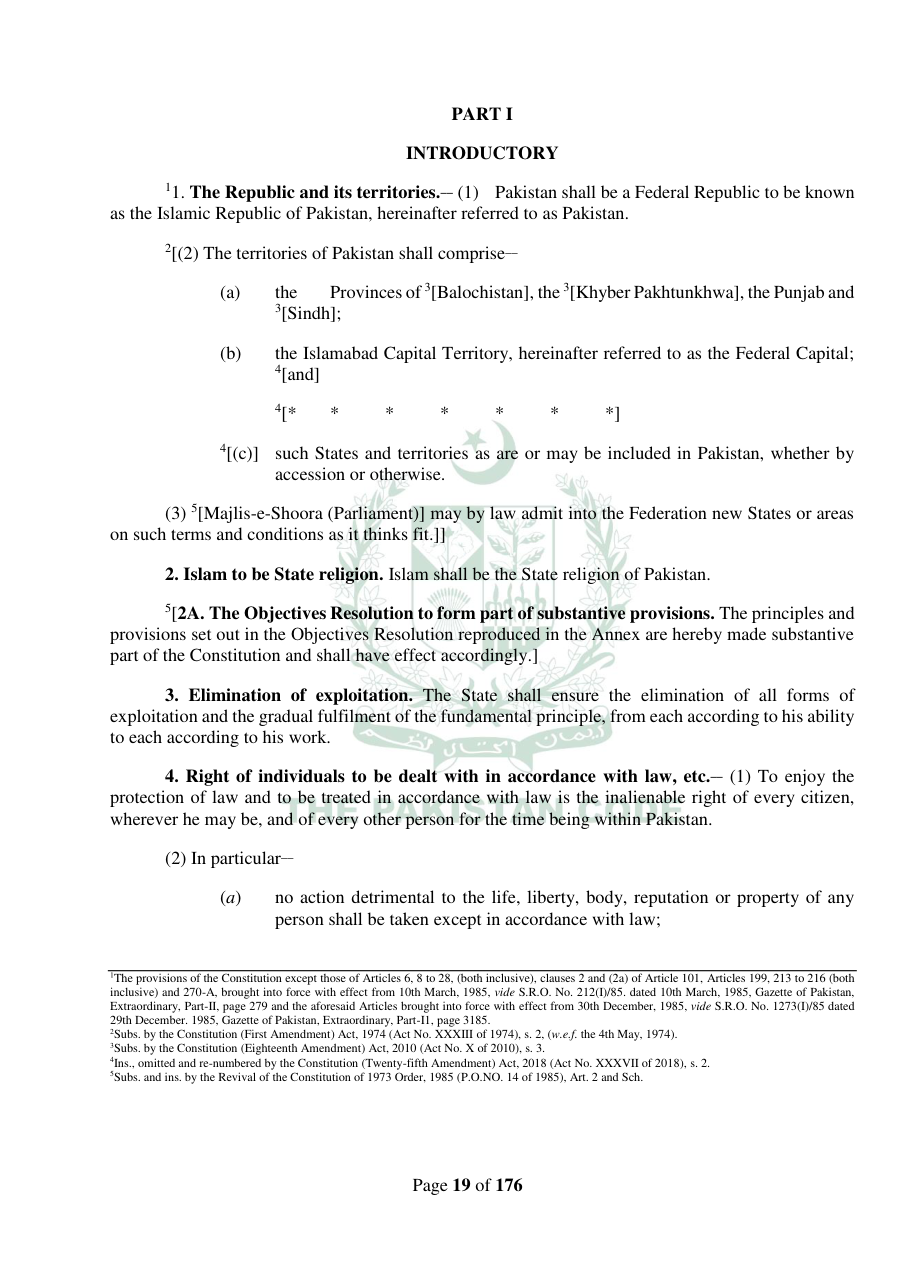 PART I
INTRODUCTORY
¹1. The Republic and its territories.— (1) Pakistan shall be a Federal Republic to be known
as the Islamic Republic of Pakistan, hereinafter referred to as Pakistan.
²[(2) The territories of Pakistan shall comprise—
(a) the Provinces of ³[Balochistan], the ³[Khyber Pakhtunkhwa], the Punjab and
³[Sindh];
(b) the Islamabad Capital Territory, hereinafter referred to as the Federal Capital;
⁴[and]
⁴[* * * * * * *]
⁴[(c)] such States and territories as are or may be included in Pakistan, whether by
accession or otherwise.
(3) ⁵[Majlis-e-Shoora (Parliament)] may by law admit into the Federation new States or areas
on such terms and conditions as it thinks fit.]]
2. Islam to be State religion. Islam shall be the State religion of Pakistan.
⁵[2A. The Objectives Resolution to form part of substantive provisions. The principles and
provisions set out in the Objectives Resolution reproduced in the Annex are hereby made substantive
part of the Constitution and shall have effect accordingly.]
3. Elimination of exploitation. The State shall ensure the elimination of all forms of
exploitation and the gradual fulfilment of the fundamental principle, from each according to his ability
to each according to his work.
ایمان اتحاد نظم
4. Right of individuals to be dealt with in accordance with law, etc.— (1) To enjoy the
protection of law and to be treated in accordance with law is the inalienable right of every citizen,
THE PAKISTAN CODE
wherever he may be, and of every other person for the time being within Pakistan.
(2) In particular—
(a) no action detrimental to the life, liberty, body, reputation or property of any
person shall be taken except in accordance with law;
¹The provisions of the Constitution except those of Articles 6, 8 to 28, (both inclusive), clauses 2 and (2a) of Article 101, Articles 199, 213 to 216 (both
inclusive) and 270-A, brought into force with effect from 10th March, 1985, vide S.R.O. No. 212(I)/85. dated 10th March, 1985, Gazette of Pakistan,
Extraordinary, Part-II, page 279 and the aforesaid Articles brought into force with effect from 30th December, 1985, vide S.R.O. No. 1273(I)/85 dated
29th December. 1985, Gazette of Pakistan, Extraordinary, Part-I1, page 3185.
²Subs. by the Constitution (First Amendment) Act, 1974 (Act No. XXXIII of 1974), s. 2, (w.e.f. the 4th May, 1974).
³Subs. by the Constitution (Eighteenth Amendment) Act, 2010 (Act No. X of 2010), s. 3.
⁴Ins., omitted and re-numbered by the Constitution (Twenty-fifth Amendment) Act, 2018 (Act No. XXXVII of 2018), s. 2.
⁵Subs. and ins. by the Revival of the Constitution of 1973 Order, 1985 (P.O.NO. 14 of 1985), Art. 2 and Sch.
Page 19 of 176